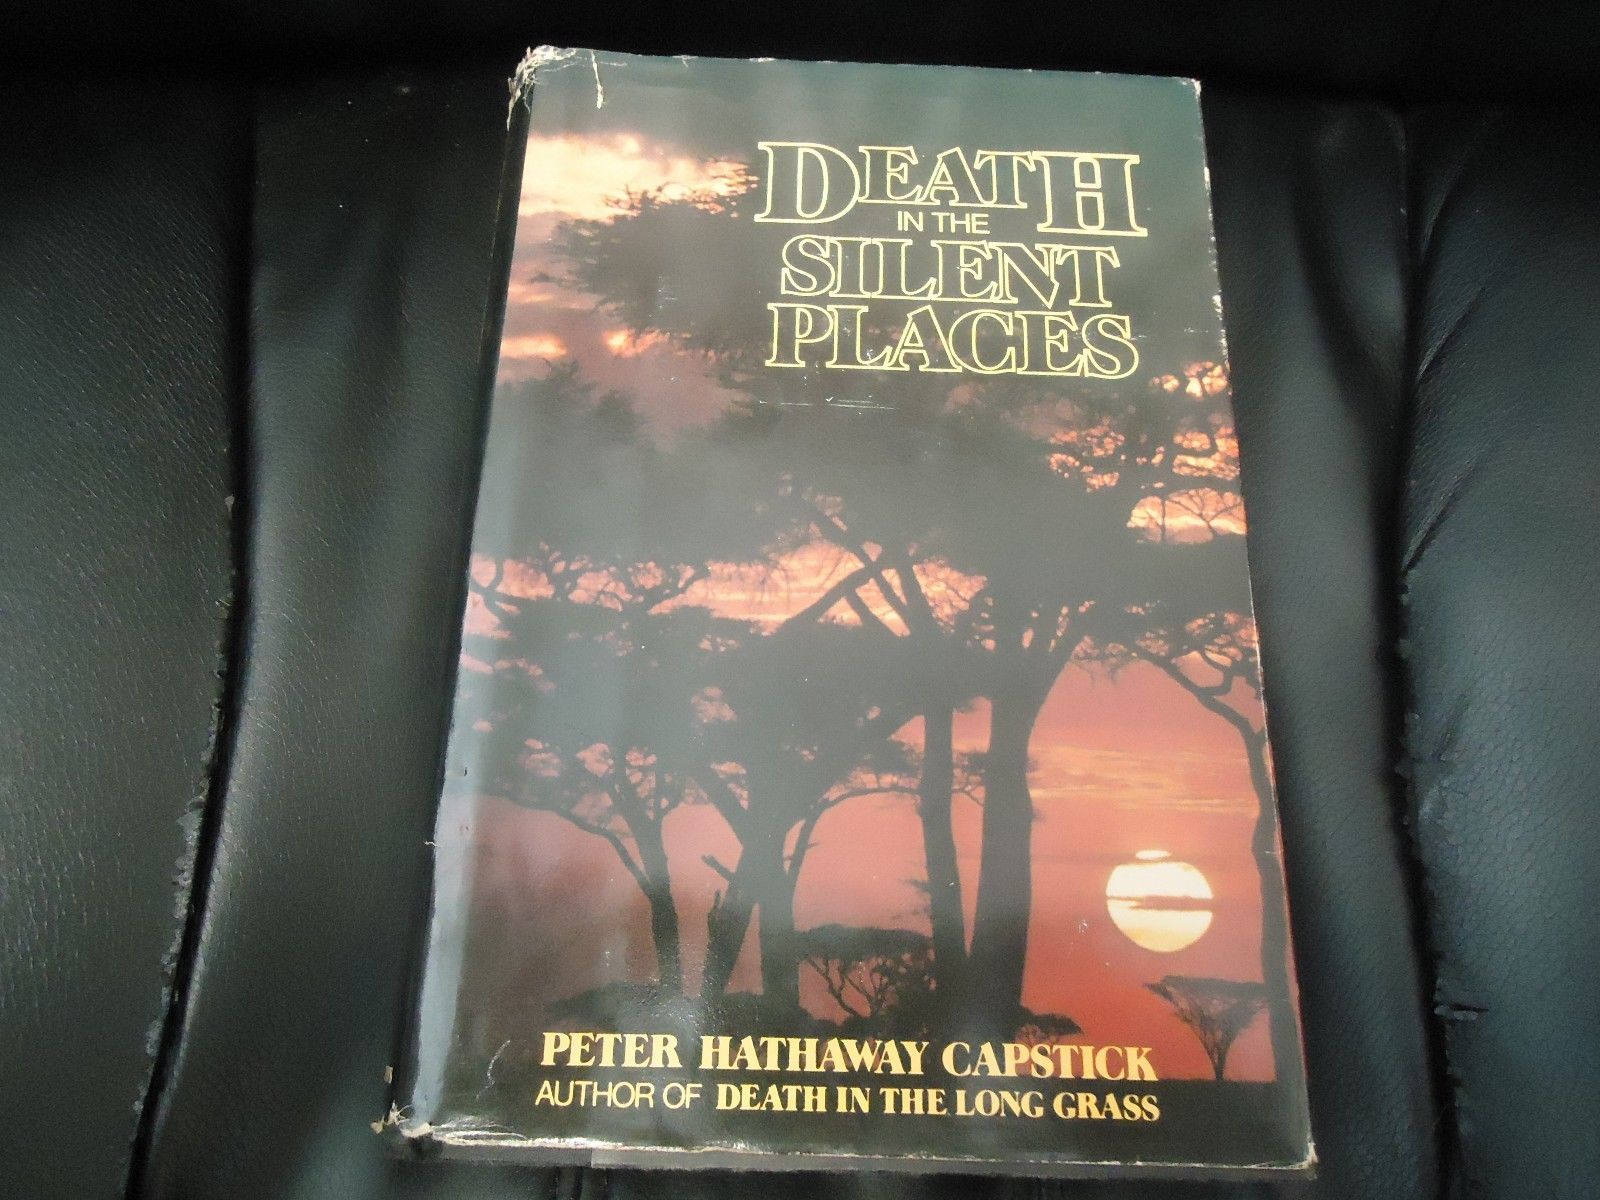 DEATH
IN THE
SILENT
PLACES
PETER HATHAWAY CAPSTICK
AUTHOR OF DEATH IN THE LONG GRASS